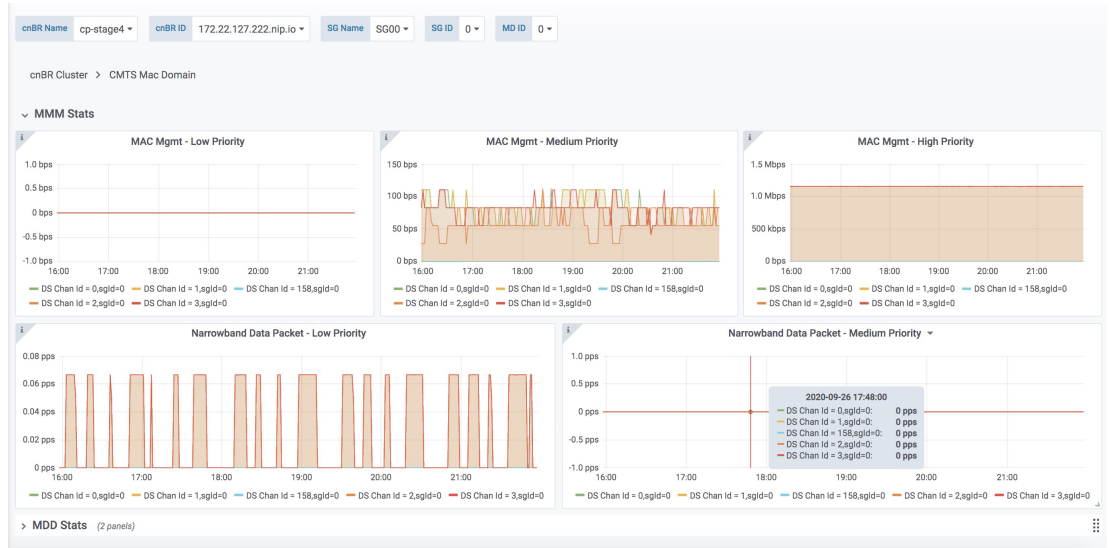 cnBR Name cp-stage4 cnBR ID 172.22.127.222.nip.io SG Name SG00 SG ID 0 MD ID 0
cnBR Cluster > CMTS Mac Domain
MMM Stats
MAC Mgmt - Low Priority
1.0 bps
0.5 bps
0 bps
-0.5 bps
-1.0 bps
16:00 17:00 18:00 19:00 20:00 21:00
DS Chan Id = 0,sgId=0 DS Chan Id = 1,sgId=0 DS Chan Id = 158,sgId=0
DS Chan Id = 2,sgId=0 DS Chan Id = 3,sgId=0
MAC Mgmt - Medium Priority
150 bps
100 bps
50 bps
0 bps
16:00 17:00 18:00 19:00 20:00 21:00
DS Chan Id = 0,sgId=0 DS Chan Id = 1,sgId=0 DS Chan Id = 158,sgId=0
DS Chan Id = 2,sgId=0 DS Chan Id = 3,sgId=0
MAC Mgmt - High Priority
1.5 Mbps
1.0 Mbps
500 kbps
0 bps
16:00 17:00 18:00 19:00 20:00 21:00
DS Chan Id = 0,sgId=0 DS Chan Id = 1,sgId=0 DS Chan Id = 158,sgId=0
DS Chan Id = 2,sgId=0 DS Chan Id = 3,sgId=0
Narrowband Data Packet - Low Priority
0.08 pps
0.06 pps
0.04 pps
0.02 pps
0 pps
16:00 17:00 18:00 19:00 20:00 21:00
DS Chan Id = 0,sgId=0 DS Chan Id = 1,sgId=0 DS Chan Id = 158,sgId=0 DS Chan Id = 2,sgId=0 DS Chan Id = 3,sgId=0
Narrowband Data Packet - Medium Priority
1.0 pps
0.5 pps
0 pps
-0.5 pps
-1.0 pps
2020-09-26 17:48:00
DS Chan Id = 0,sgId=0: 0 pps
DS Chan Id = 1,sgId=0: 0 pps
DS Chan Id = 158,sgId=0: 0 pps
DS Chan Id = 2,sgId=0: 0 pps
DS Chan Id = 3,sgId=0: 0 pps
16:00 17:00 18:00 19:00 20:00 21:00
DS Chan Id = 0,sgId=0 DS Chan Id = 1,sgId=0 DS Chan Id = 158,sgId=0 DS Chan Id = 2,sgId=0 DS Chan Id = 3,sgId=0
> MDD Stats (2 panels)